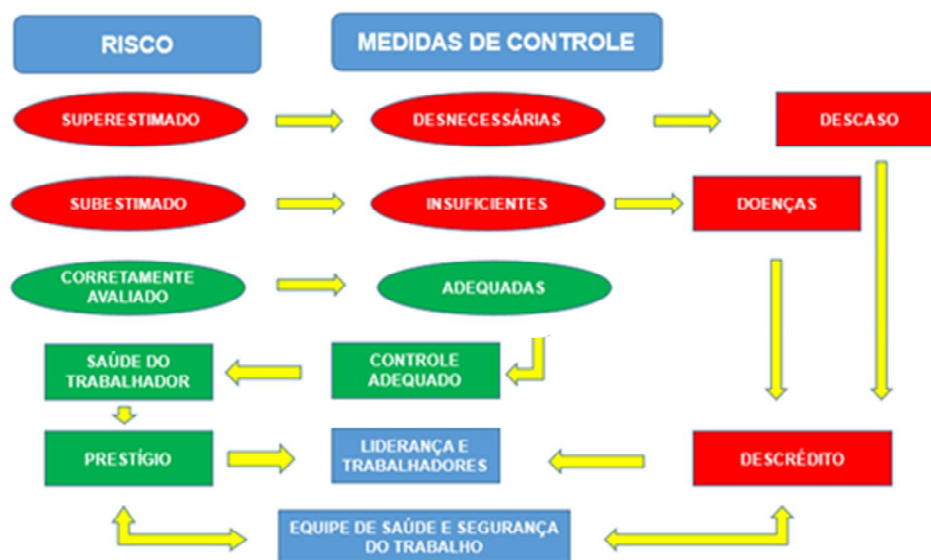 RISCO
MEDIDAS DE CONTROLE
SUPERESTIMADO
DESNECESSÁRIAS
DESCASO
SUBESTIMADO
INSUFICIENTES
DOENÇAS
CORRETAMENTE
AVALIADO
ADEQUADAS
SAÚDE DO
TRABALHADOR
CONTROLE
ADEQUADO
PRESTÍGIO
LIDERANÇA E
TRABALHADORES
DESCRÉDITO
EQUIPE DE SAÚDE E SEGURANÇA
DO TRABALHO